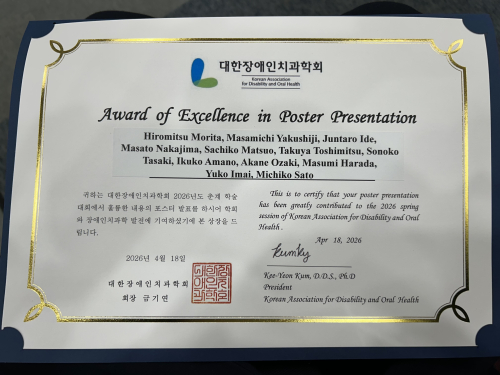 대한장애인치과학회
Korean Association
for Disability and Oral Health
Award of Excellence in Poster Presentation
Hiromitsu Morita, Masamichi Yakushiji, Juntaro Ide,
Masato Nakajima, Sachiko Matsuo, Takuya Toshimitsu, Sonoko
Tasaki, Ikuko Amano, Akane Ozaki, Masumi Harada,
Yuko Imai, Michiko Sato
귀하는 대한장애인치과학회 2026년도 춘계 학술
대회에서 훌륭한 내용의 포스터 발표를 하시어 학회
와 장애인치과학 발전에 기여하셨기에 본 상장을 드
립니다.
2026년 4월 18일
대한장애인치과학회
회장 금기연
This is to certify that your poster presentation
has been greatly contributed to the 2026 spring
session of Korean Association for Disability and Oral
Health .
Apr 18, 2026
Kee-Yeon Kum, D.D.S., Ph.D
President
Korean Association for Disability and Oral Health